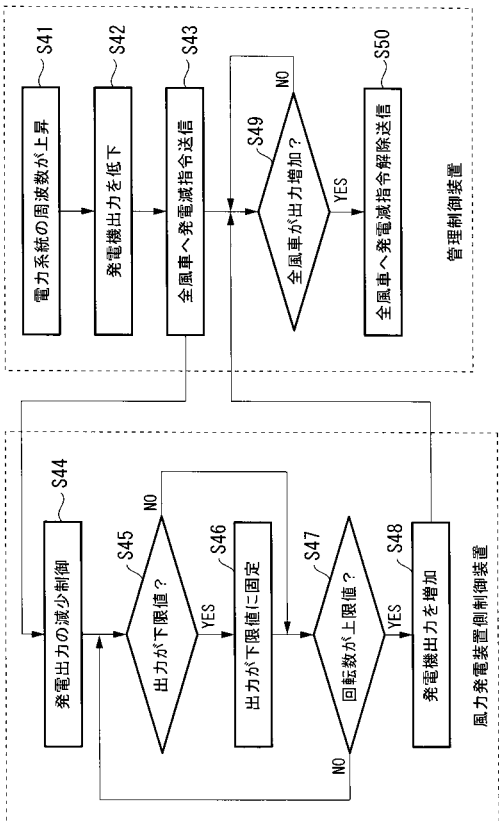 S41
電力系統の周波数が上昇
S42
発電機出力を低下
S43
全風車へ発電減指令送信
S49
全風車が出力増加？
NO
YES
S50
全風車へ発電減指令解除送信
管理制御装置
S44
発電出力の減少制御
S45
出力が下限値？
NO
YES
S46
出力が下限値に固定
S47
回転数が上限値？
NO
YES
S48
発電機出力を増加
風力発電装置側制御装置